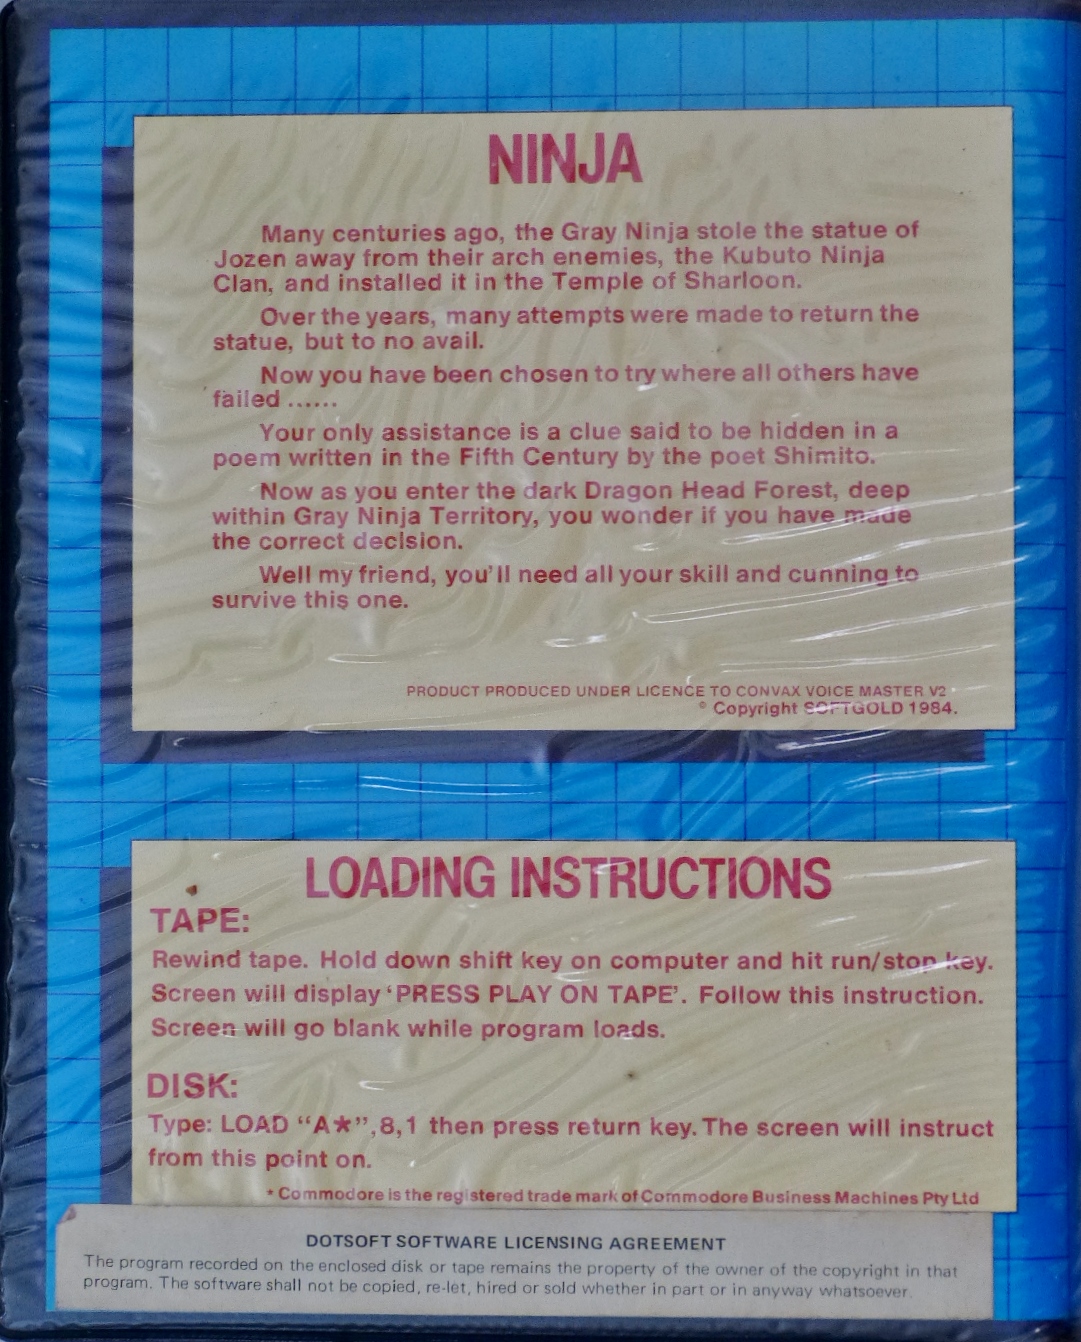 NINJA
Many centuries ago, the Gray Ninja stole the statue of
Jozen away from their arch enemies, the Kubuto Ninja
Clan, and installed it in the Temple of Sharloon.
Over the years, many attempts were made to return the
statue, but to no avail.
Now you have been chosen to try where all others have
failed ......
Your only assistance is a clue said to be hidden in a
poem written in the Fifth Century by the poet Shimito.
Now as you enter the dark Dragon Head Forest, deep
within Gray Ninja Territory, you wonder if you have made
the correct decision.
Well my friend, you'll need all your skill and cunning to
survive this one.
PRODUCT PRODUCED UNDER LICENCE TO CONVAX VOICE MASTER V2
© Copyright SOFTGOLD 1984.
LOADING INSTRUCTIONS
TAPE:
Rewind tape. Hold down shift key on computer and hit run/stop key.
Screen will display 'PRESS PLAY ON TAPE'. Follow this instruction.
Screen will go blank while program loads.
DISK:
Type: LOAD "A*",8,1 then press return key. The screen will instruct
from this point on.
* Commodore is the registered trade mark of Commodore Business Machines Pty Ltd
DOTSOFT SOFTWARE LICENSING AGREEMENT
The program recorded on the enclosed disk or tape remains the property of the owner of the copyright in that
program. The software shall not be copied, re-let, hired or sold whether in part or in anyway whatsoever.